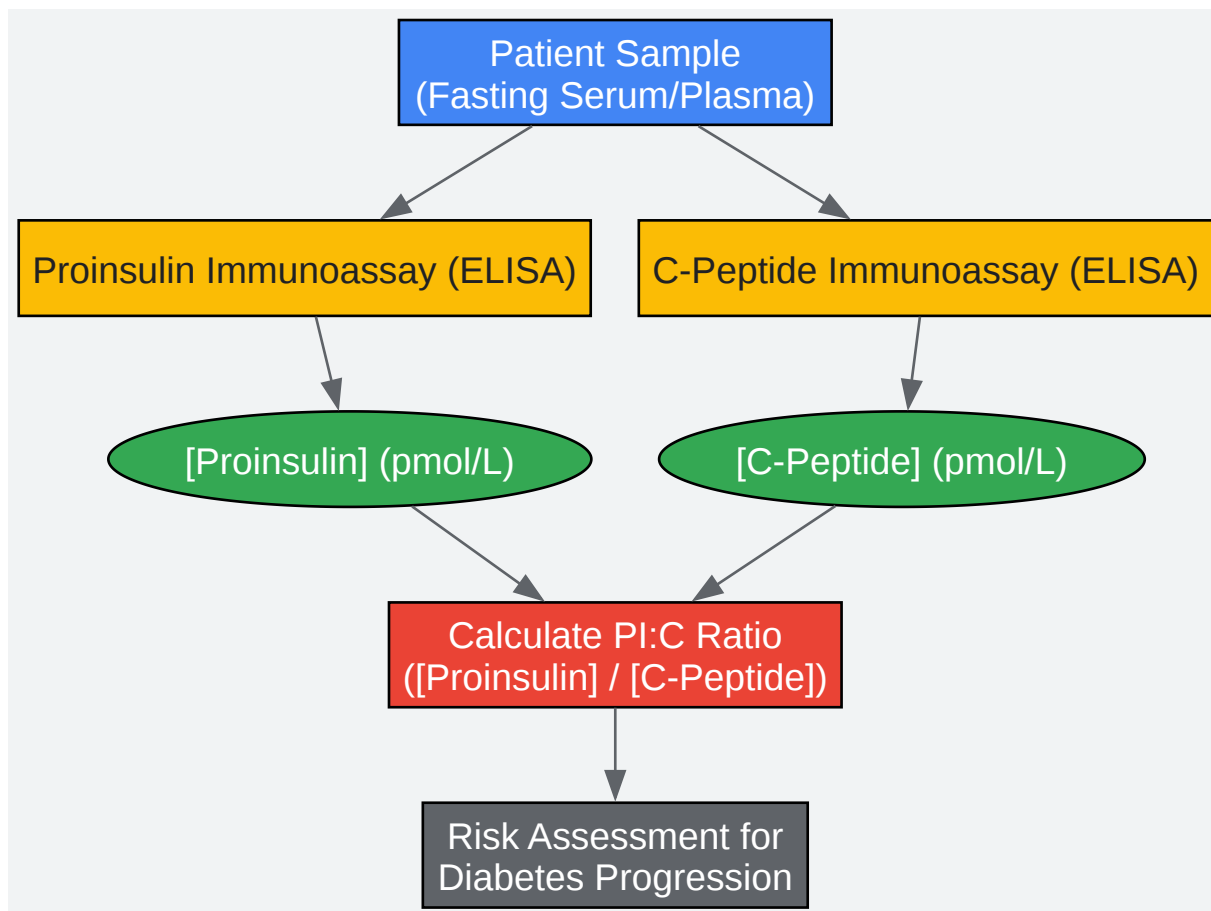 Patient Sample
(Fasting Serum/Plasma)
Proinsulin Immunoassay (ELISA)
C-Peptide Immunoassay (ELISA)
[Proinsulin] (pmol/L)
[C-Peptide] (pmol/L)
Calculate PI:C Ratio
([Proinsulin] / [C-Peptide])
Risk Assessment for
Diabetes Progression